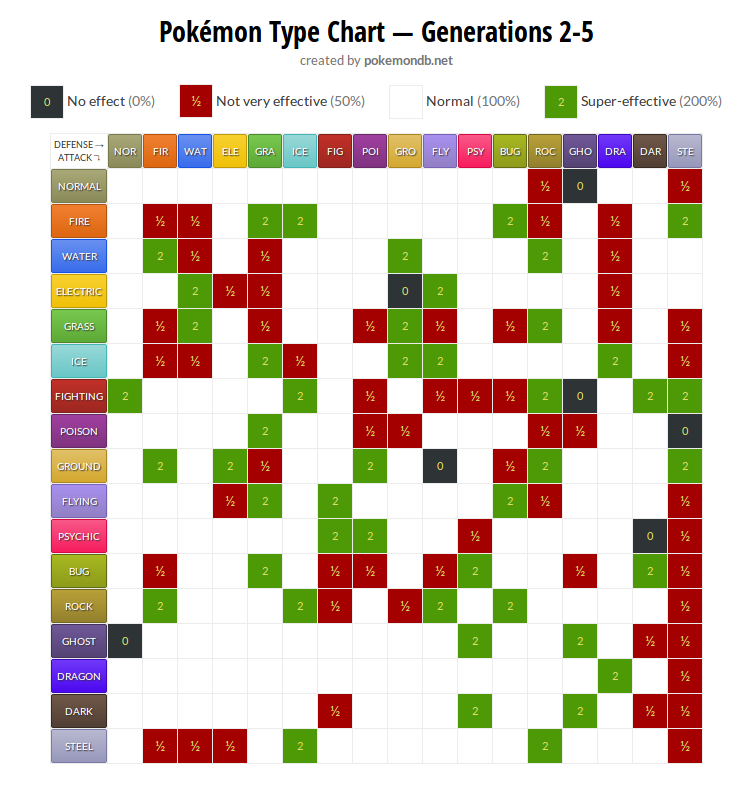 Pokémon Type Chart — Generations 2-5
created by pokemondb.net
0 No effect (0%) ½ Not very effective (50%) Normal (100%) 2 Super-effective (200%)
DEFENSE→
ATTACK↴ NOR FIR WAT ELE GRA ICE FIG POI GRO FLY PSY BUG ROC GHO DRA DAR STE
NORMAL ½ 0 ½
FIRE ½ ½ 2 2 2 ½ ½ 2
WATER 2 ½ ½ 2 2 ½
ELECTRIC 2 ½ ½ 0 2 ½
GRASS ½ 2 ½ ½ 2 ½ ½ 2 ½ ½
ICE ½ ½ 2 ½ 2 2 2 ½
FIGHTING 2 2 ½ ½ ½ ½ 2 0 2 2
POISON 2 ½ ½ ½ ½ 0
GROUND 2 2 ½ 2 0 ½ 2 2
FLYING ½ 2 2 2 ½ ½
PSYCHIC 2 2 ½ 0 ½
BUG ½ 2 ½ ½ ½ 2 ½ 2 ½
ROCK 2 2 ½ ½ 2 2 ½
GHOST 0 2 2 ½ ½
DRAGON 2 ½
DARK ½ 2 2 ½ ½
STEEL ½ ½ ½ 2 2 ½